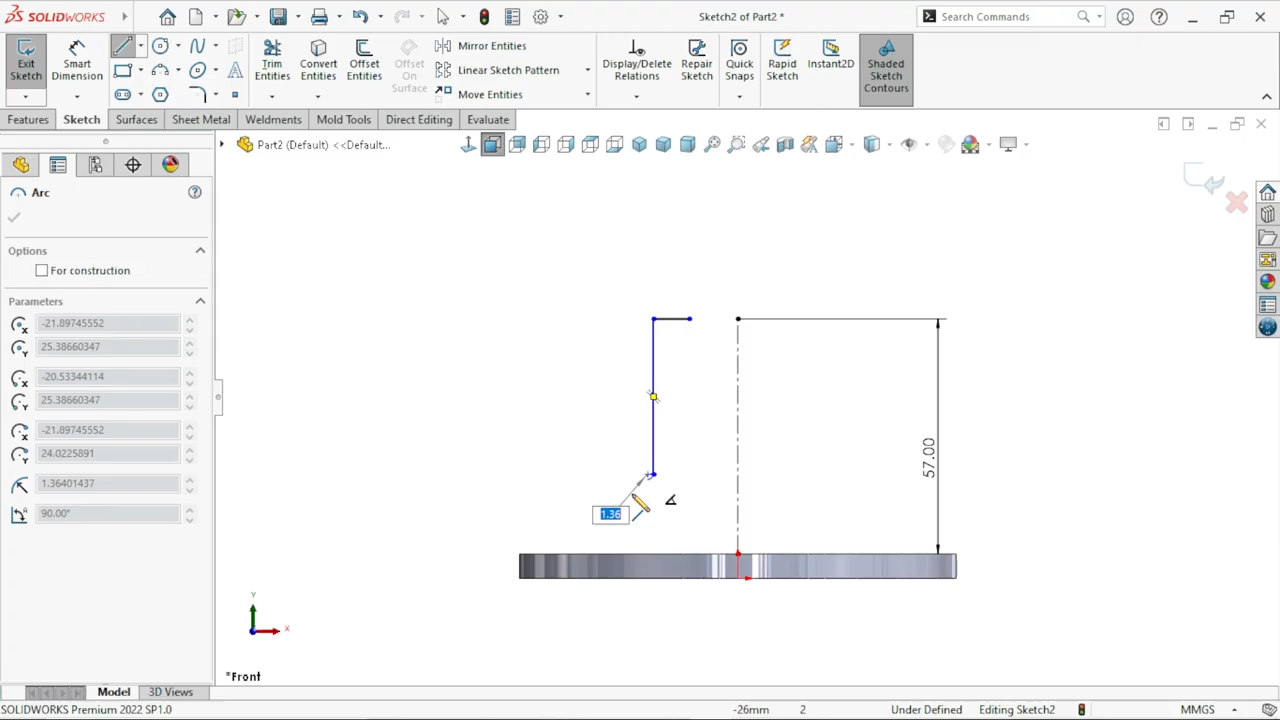 SOLIDWORKS
Sketch2 of Part2 *
Search Commands
Exit Sketch
Smart Dimension
Trim Entities
Convert Entities
Offset Entities
Offset On Surface
Mirror Entities
Linear Sketch Pattern
Move Entities
Display/Delete Relations
Repair Sketch
Quick Snaps
Rapid Sketch
Instant2D
Shaded Sketch Contours
Features
Sketch
Surfaces
Sheet Metal
Weldments
Mold Tools
Direct Editing
Evaluate
Part2 (Default) <<Default...
Arc
Options
For construction
Parameters
-21.89745552
25.38660347
-20.53344114
25.38660347
-21.89745552
24.0225891
1.36401437
90.00°
1.36
57.00
Y
X
*Front
Model
3D Views
SOLIDWORKS Premium 2022 SP1.0
-26mm
2
Under Defined
Editing Sketch2
MMGS